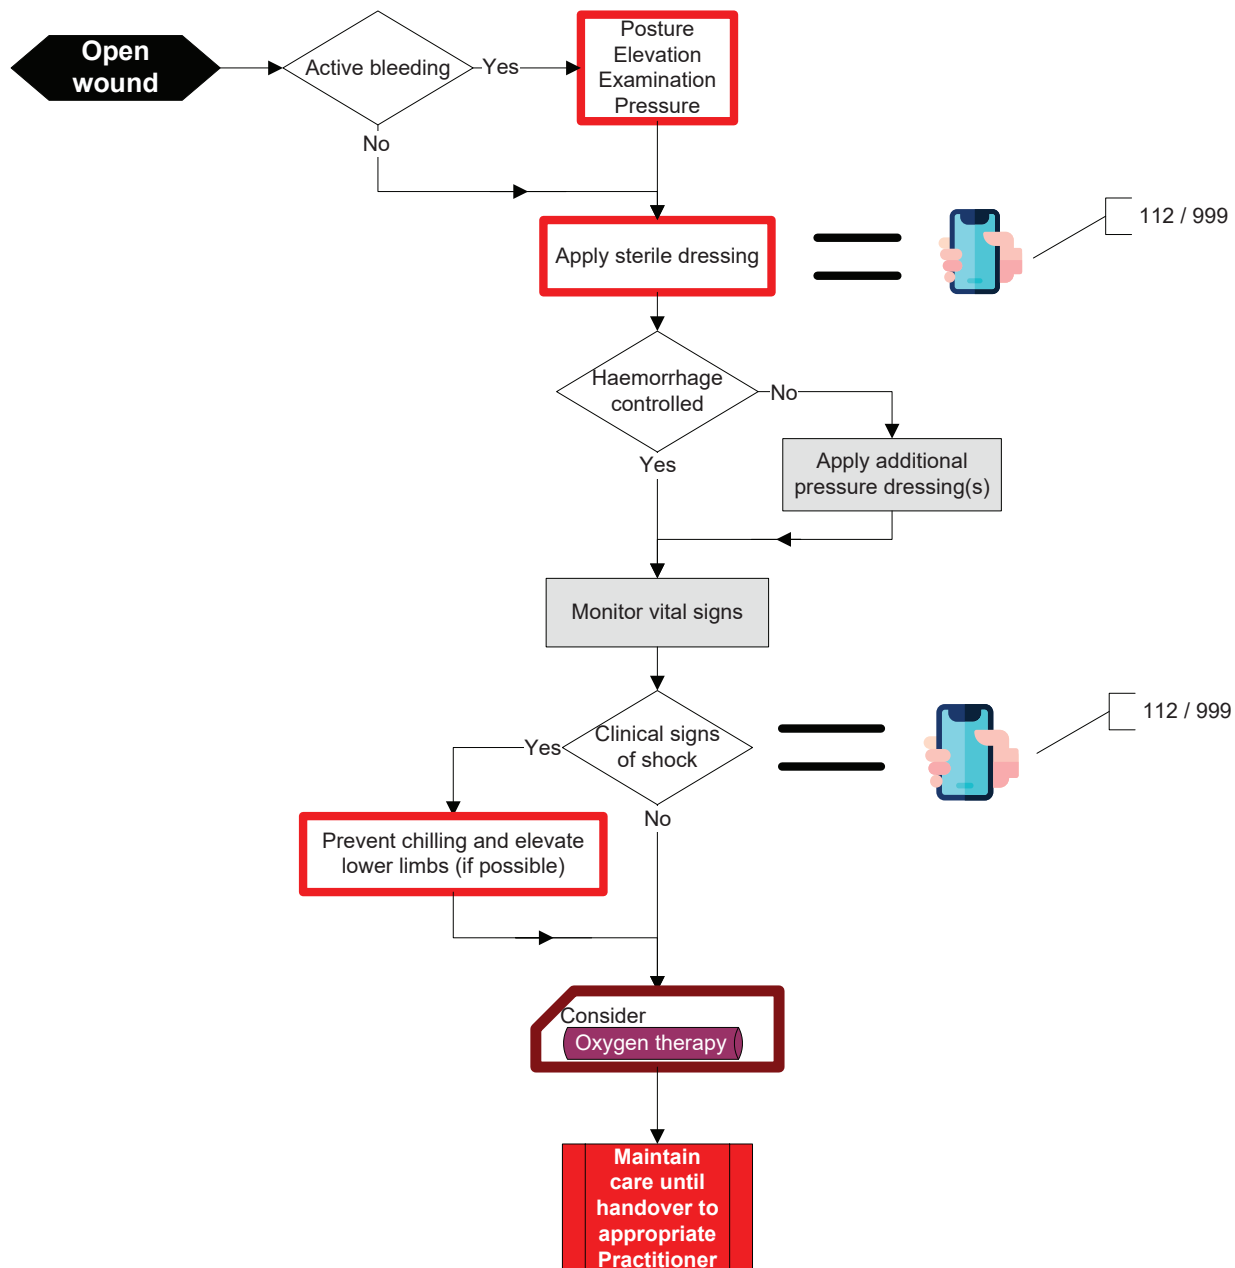 Open
wound
Active bleeding
Yes
Posture
Elevation
Examination
Pressure
No
Apply sterile dressing
112 / 999
Haemorrhage
controlled
No
Yes
Apply additional
pressure dressing(s)
Monitor vital signs
Clinical signs
of shock
Yes
112 / 999
No
Prevent chilling and elevate
lower limbs (if possible)
Consider
Oxygen therapy
Maintain
care until
handover to
appropriate
Practitioner